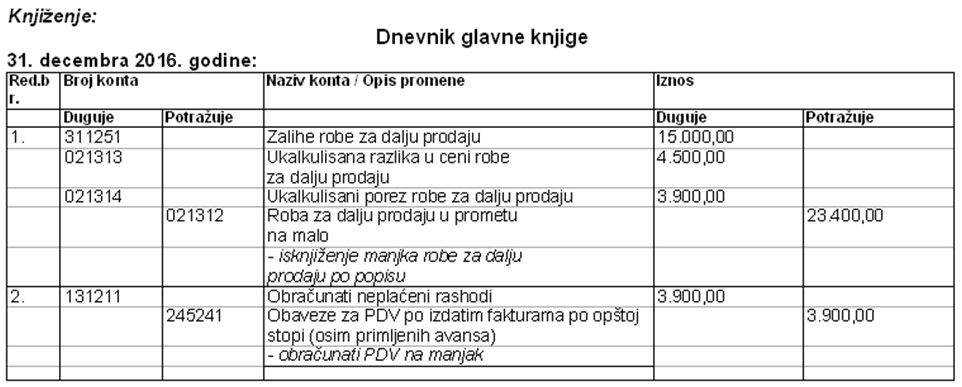 Knjiženje:
Dnevnik glavne knjige
31. decembra 2016. godine:
Red.b Broj konta Naziv konta / Opis promene Iznos
r.
Duguje Potražuje Duguje Potražuje
1. 311251 Zalihe robe za dalju prodaju 15.000,00
021313 Ukalkulisana razlika u ceni robe 4.500,00
za dalju prodaju
021314 Ukalkulisani porez robe za dalju prodaju 3.900,00
021312 Roba za dalju prodaju u prometu 23.400,00
na malo
- isknjiženje manjka robe za dalju
prodaju po popisu
2. 131211 Obračunati neplaćeni rashodi 3.900,00
245241 Obaveze za PDV po izdatim fakturama po opštoj 3.900,00
stopi (osim primljenih avansa)
- obračunati PDV na manjak